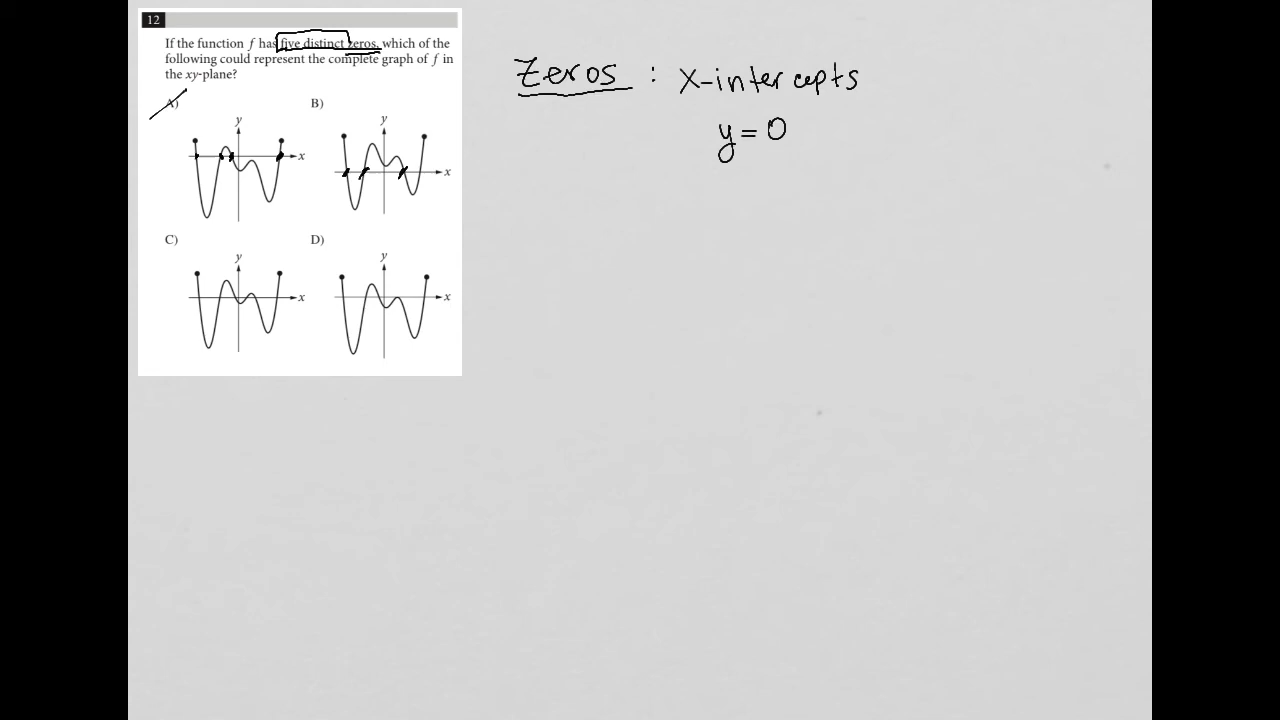 12
If the function f has five distinct zeros, which of the
following could represent the complete graph of f in
the xy-plane?
A)
B)
y
x
y
x
C)
D)
y
x
y
x
Zeros : x-intercepts
y = 0